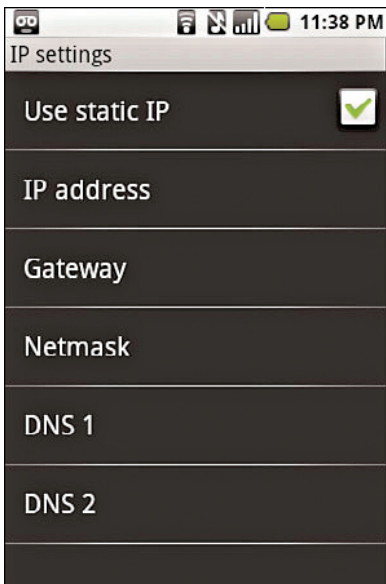 11:38 PM
IP settings
Use static IP
IP address
Gateway
Netmask
DNS 1
DNS 2